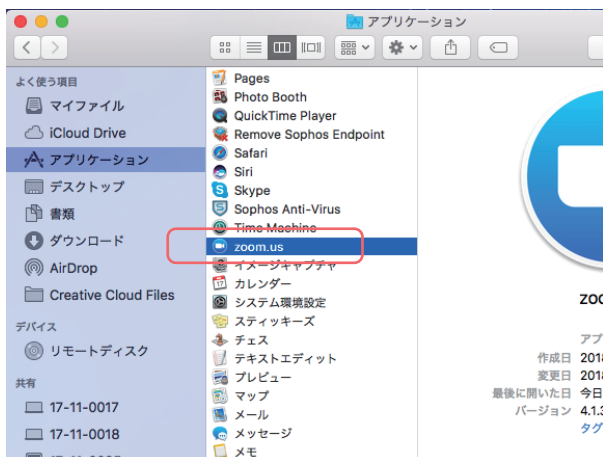 アプリケーション
よく使う項目
マイファイル
iCloud Drive
アプリケーション
デスクトップ
書類
ダウンロード
AirDrop
Creative Cloud Files
デバイス
リモートディスク
共有
17-11-0017
17-11-0018
Pages
Photo Booth
QuickTime Player
Remove Sophos Endpoint
Safari
Siri
Skype
Sophos Anti-Virus
Time Machine
zoom.us
イメージキャプチャ
カレンダー
システム環境設定
スティッキーズ
チェス
テキストエディット
プレビュー
マップ
メール
メッセージ
メモ
作成日 2018
変更日 2018
最後に開いた日 今日
バージョン 4.1.3